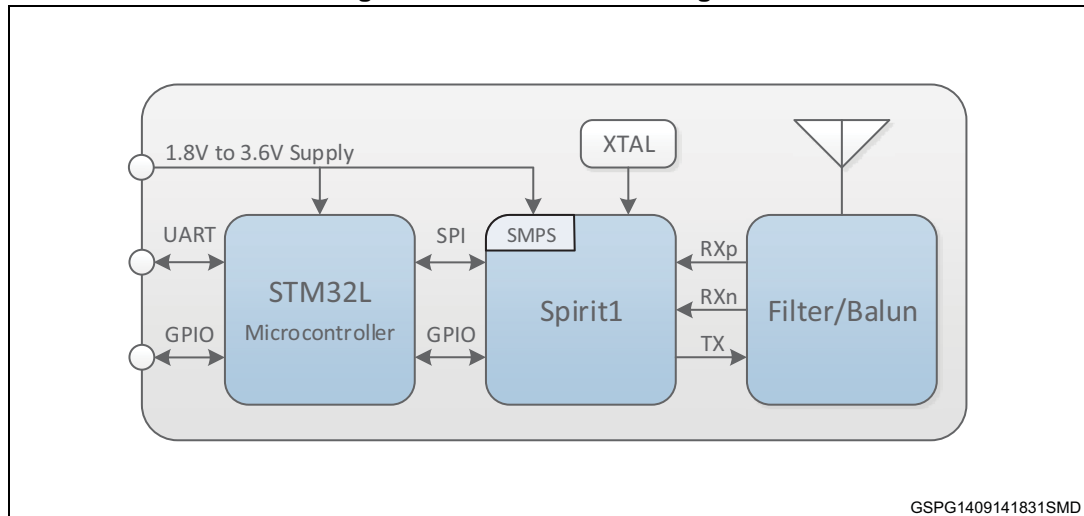 XTAL
1.8V to 3.6V Supply
UART
SPI
SMPS
RXp
STM32L
Microcontroller
Spirit1
RXn
Filter/Balun
GPIO
GPIO
TX
GSPG1409141831SMD